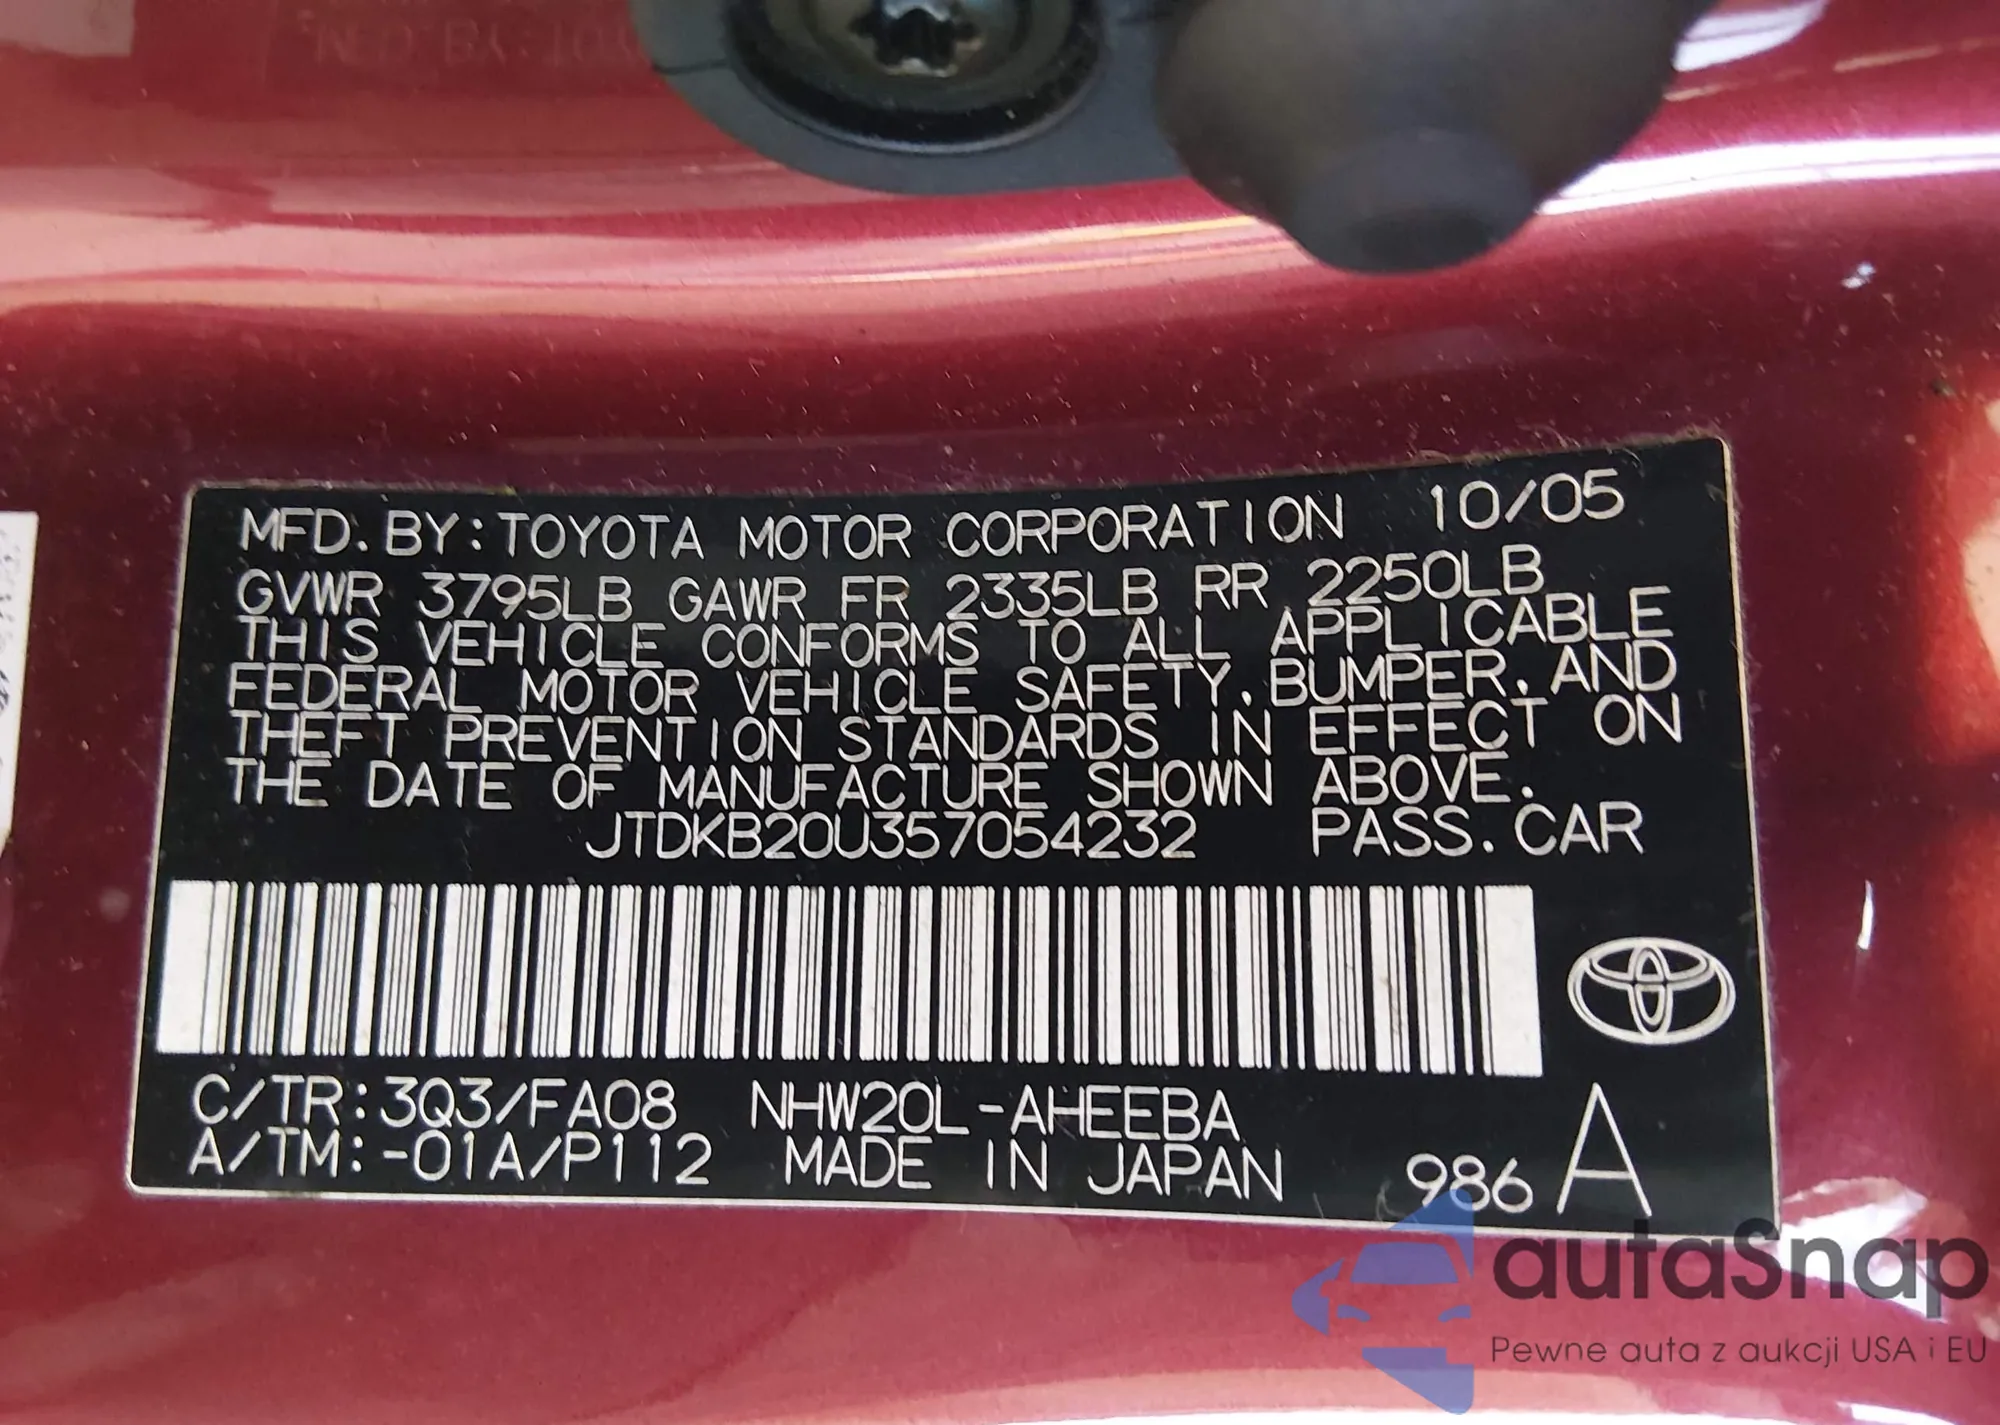 MFD. BY: TOYOTA MOTOR CORPORATION 10/05
GVWR 3795LB GAWR FR 2335LB RR 2250LB
THIS VEHICLE CONFORMS TO ALL APPLICABLE
FEDERAL MOTOR VEHICLE SAFETY, BUMPER, AND
THEFT PREVENTION STANDARDS IN EFFECT ON
THE DATE OF MANUFACTURE SHOWN ABOVE.
JTDKB20U357054232 PASS. CAR
C/TR: 3Q3/FA08 NHW20L-AHEEBA
A/TM: -01A/P112 MADE IN JAPAN 986 A
autaSnap
Pewne auta z aukcji USA i EU